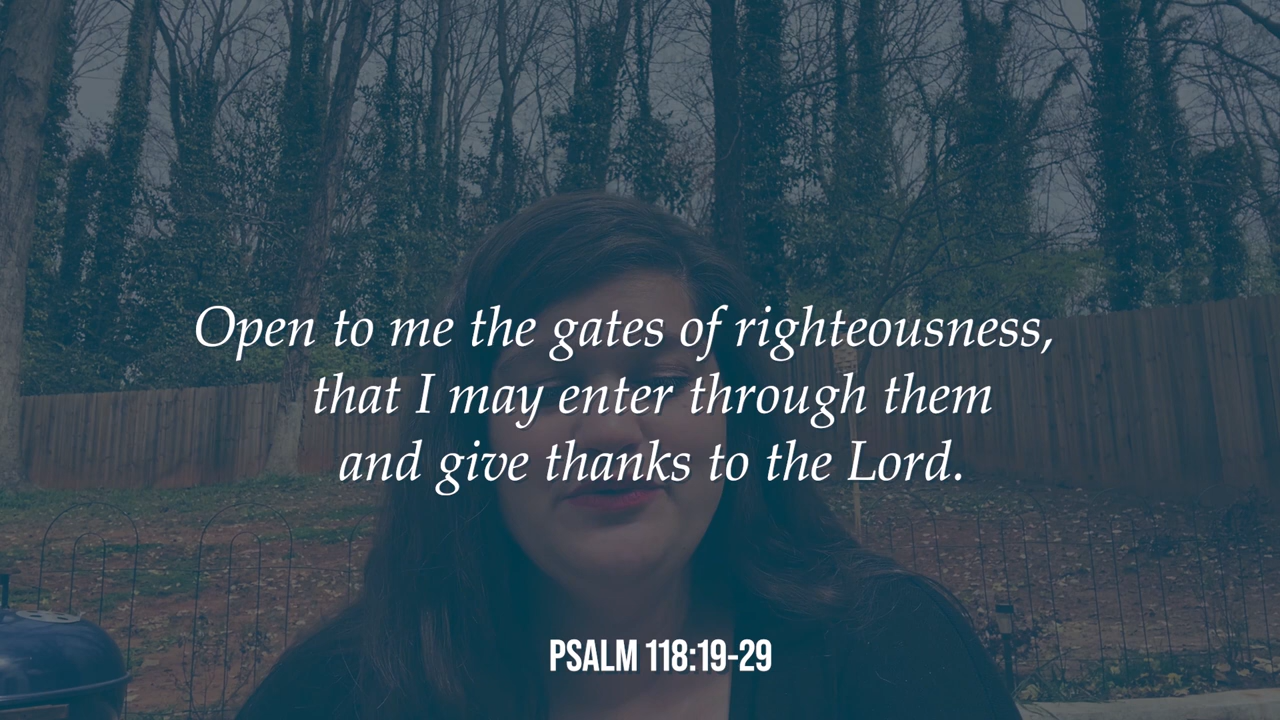 Open to me the gates of righteousness,
that I may enter through them
and give thanks to the Lord.
PSALM 118:19-29